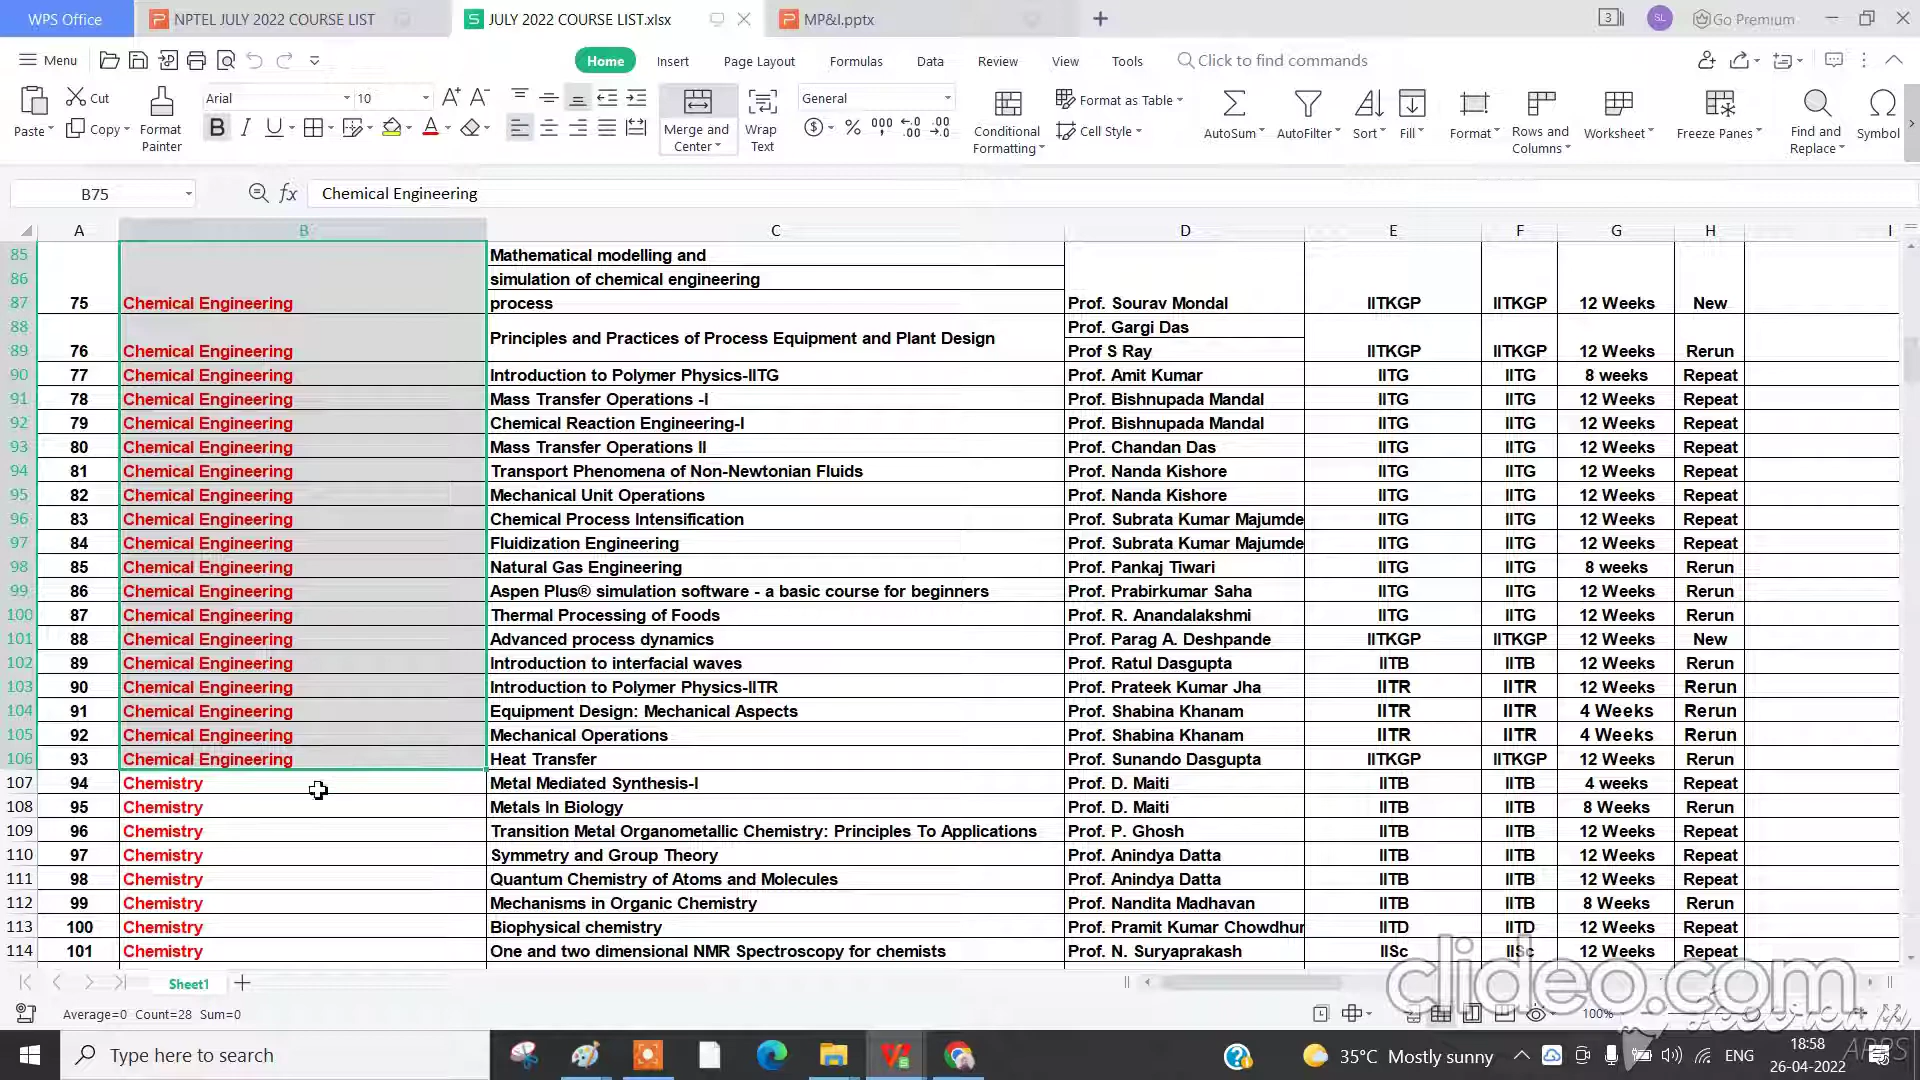 WPS Office NPTEL JULY 2022 COURSE LIST JULY 2022 COURSE LIST.xlsx MP&I.pptx 3 SL Go Premium
Menu Home Insert Page Layout Formulas Data Review View Tools Click to find commands
Paste Cut Copy Format Painter Arial 10 Merge and Center Wrap Text General Conditional Formatting Format as Table Cell Style AutoSum AutoFilter Sort Fill Format Rows and Columns Worksheet Freeze Panes Find and Replace Symbol
B75 fx Chemical Engineering
A B C D E F G H I
85 Mathematical modelling and
86 simulation of chemical engineering
87 75 Chemical Engineering process Prof. Sourav Mondal IITKGP IITKGP 12 Weeks New
88 Principles and Practices of Process Equipment and Plant Design Prof. Gargi Das
89 76 Chemical Engineering Prof S Ray IITKGP IITKGP 12 Weeks Rerun
90 77 Chemical Engineering Introduction to Polymer Physics-IITG Prof. Amit Kumar IITG IITG 8 weeks Repeat
91 78 Chemical Engineering Mass Transfer Operations -I Prof. Bishnupada Mandal IITG IITG 12 Weeks Repeat
92 79 Chemical Engineering Chemical Reaction Engineering-I Prof. Bishnupada Mandal IITG IITG 12 Weeks Repeat
93 80 Chemical Engineering Mass Transfer Operations II Prof. Chandan Das IITG IITG 12 Weeks Repeat
94 81 Chemical Engineering Transport Phenomena of Non-Newtonian Fluids Prof. Nanda Kishore IITG IITG 12 Weeks Repeat
95 82 Chemical Engineering Mechanical Unit Operations Prof. Nanda Kishore IITG IITG 12 Weeks Repeat
96 83 Chemical Engineering Chemical Process Intensification Prof. Subrata Kumar Majumde IITG IITG 12 Weeks Repeat
97 84 Chemical Engineering Fluidization Engineering Prof. Subrata Kumar Majumde IITG IITG 12 Weeks Repeat
98 85 Chemical Engineering Natural Gas Engineering Prof. Pankaj Tiwari IITG IITG 8 weeks Rerun
99 86 Chemical Engineering Aspen Plus® simulation software - a basic course for beginners Prof. Prabirkumar Saha IITG IITG 12 Weeks Rerun
100 87 Chemical Engineering Thermal Processing of Foods Prof. R. Anandalakshmi IITG IITG 12 Weeks Rerun
101 88 Chemical Engineering Advanced process dynamics Prof. Parag A. Deshpande IITKGP IITKGP 12 Weeks New
102 89 Chemical Engineering Introduction to interfacial waves Prof. Ratul Dasgupta IITB IITB 12 Weeks Rerun
103 90 Chemical Engineering Introduction to Polymer Physics-IITR Prof. Prateek Kumar Jha IITR IITR 12 Weeks Rerun
104 91 Chemical Engineering Equipment Design: Mechanical Aspects Prof. Shabina Khanam IITR IITR 4 Weeks Rerun
105 92 Chemical Engineering Mechanical Operations Prof. Shabina Khanam IITR IITR 4 Weeks Rerun
106 93 Chemical Engineering Heat Transfer Prof. Sunando Dasgupta IITKGP IITKGP 12 Weeks Rerun
107 94 Chemistry Metal Mediated Synthesis-I Prof. D. Maiti IITB IITB 4 weeks Repeat
108 95 Chemistry Metals In Biology Prof. D. Maiti IITB IITB 8 Weeks Rerun
109 96 Chemistry Transition Metal Organometallic Chemistry: Principles To Applications Prof. P. Ghosh IITB IITB 12 Weeks Repeat
110 97 Chemistry Symmetry and Group Theory Prof. Anindya Datta IITB IITB 12 Weeks Repeat
111 98 Chemistry Quantum Chemistry of Atoms and Molecules Prof. Anindya Datta IITB IITB 12 Weeks Repeat
112 99 Chemistry Mechanisms in Organic Chemistry Prof. Nandita Madhavan IITB IITB 8 Weeks Rerun
113 100 Chemistry Biophysical chemistry Prof. Pramit Kumar Chowdhur IITD IITD 12 Weeks Repeat
114 101 Chemistry One and two dimensional NMR Spectroscopy for chemists Prof. N. Suryaprakash IISc IISc 12 Weeks Repeat
Sheet1
clideo.com
Average=0 Count=28 Sum=0 100%
Type here to search 35°C Mostly sunny ENG 18:58
26-04-2022
APPS